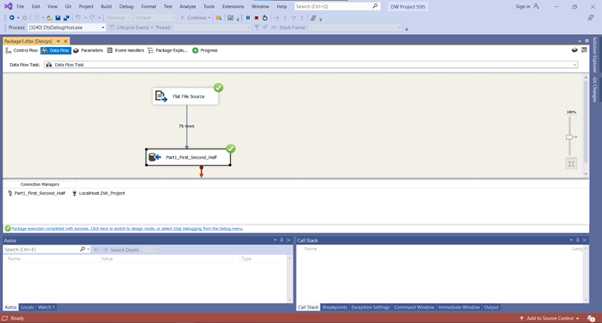 File Edit View Git Project Build Debug Format Test Analyze Tools Extensions Window Help Search DW Project SSIS Sign in
Continue
Process: [3240] DtsDebugHost.exe Lifecycle Events Thread: Stack Frame:
Package1.dtsx [Design]
Control Flow Data Flow Parameters Event Handlers Package Explo... Progress
Data Flow Task: Data Flow Task
Flat File Source
76 rows
Part1_First_Second_Half
100%
Solution Explorer
Git Changes
Connection Managers
Part1_First_Second_Half LocalHost.DW_Project
Package execution completed with success. Click here to switch to design mode, or select Stop Debugging from the Debug menu.
Autos
Search (Ctrl+E) Search Depth:
Name Value Type
Autos Locals Watch 1
Call Stack
Name Lang
Call Stack Breakpoints Exception Settings Command Window Immediate Window Output
Ready Add to Source Control